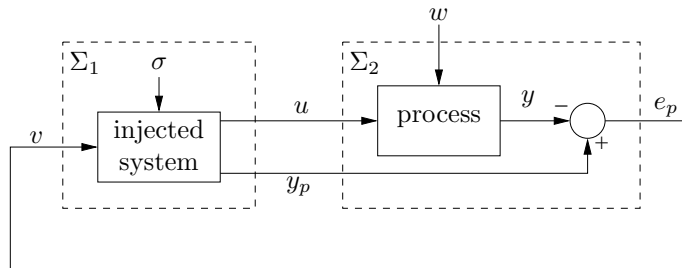 w
Σ₁
σ
Σ₂
u
process
y
−
e_p
v
injected
system
+
y_p